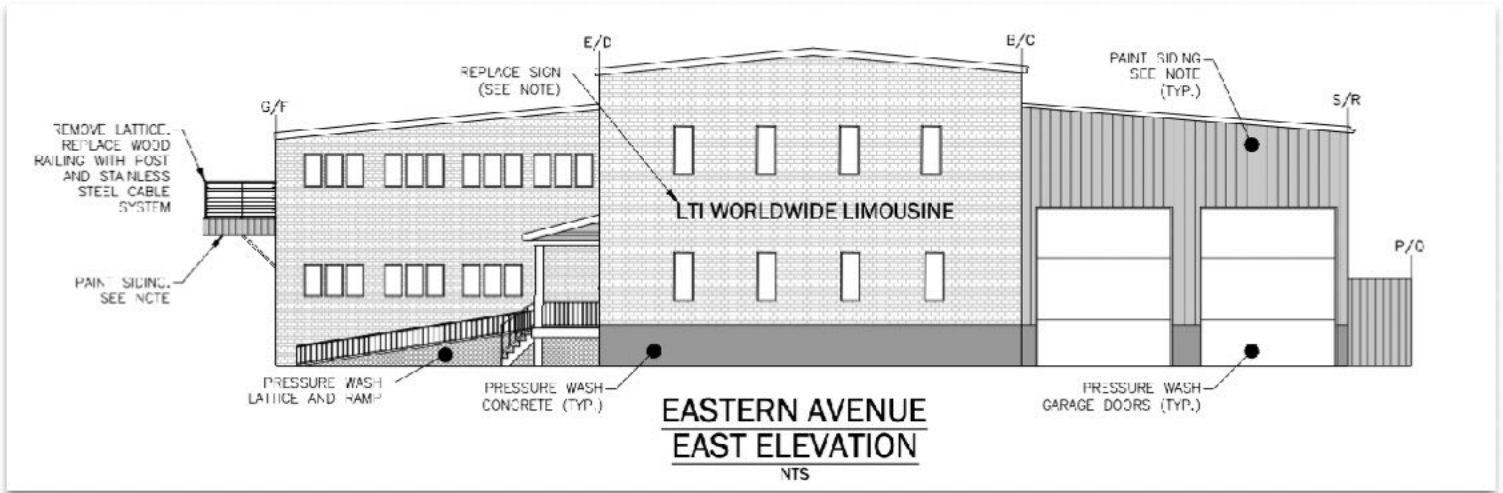 E/D
B/C
REPLACE SIGN
(SEE NOTE)
PAINT SIDING
SEE NOTE
(TYP.)
G/F
S/R
REMOVE LATTICE.
REPLACE WOOD
RAILING WITH POST
AND STAINLESS
STEEL CABLE
SYSTEM
LTI WORLDWIDE LIMOUSINE
P/Q
PAINT SIDING.
SEE NOTE
PRESSURE WASH
LATTICE AND RAMP
PRESSURE WASH
CONCRETE (TYP.)
PRESSURE WASH
GARAGE DOORS (TYP.)
EASTERN AVENUE
EAST ELEVATION
NTS